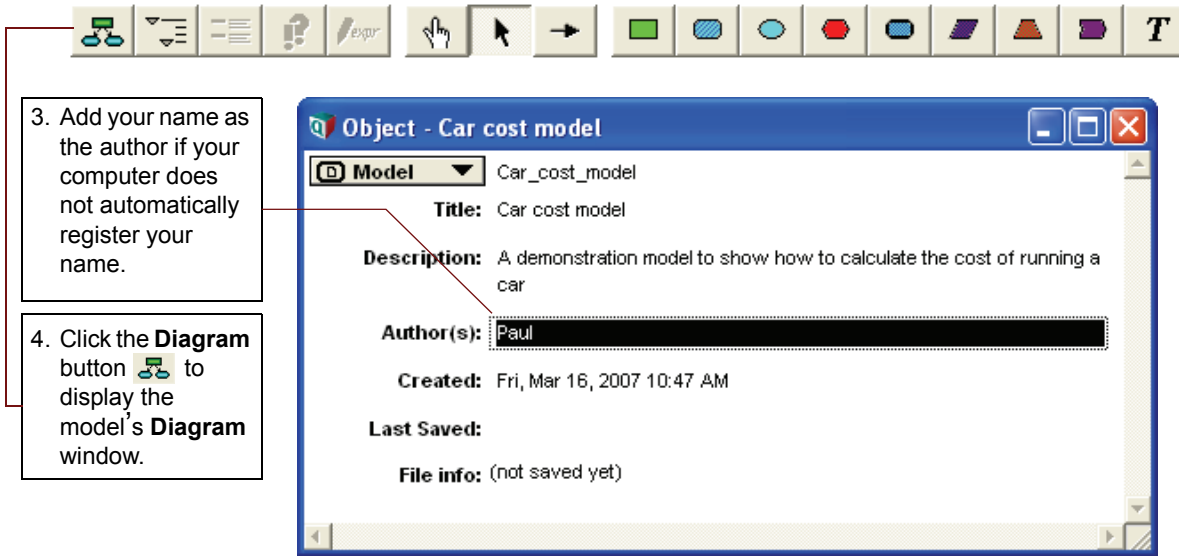 expr
T
3. Add your name as
the author if your
computer does
not automatically
register your
name.
4. Click the Diagram
button to
display the
model's Diagram
window.
Object - Car cost model
Model Car_cost_model
Title: Car cost model
Description: A demonstration model to show how to calculate the cost of running a
car
Author(s): Paul
Created: Fri, Mar 16, 2007 10:47 AM
Last Saved:
File info: (not saved yet)